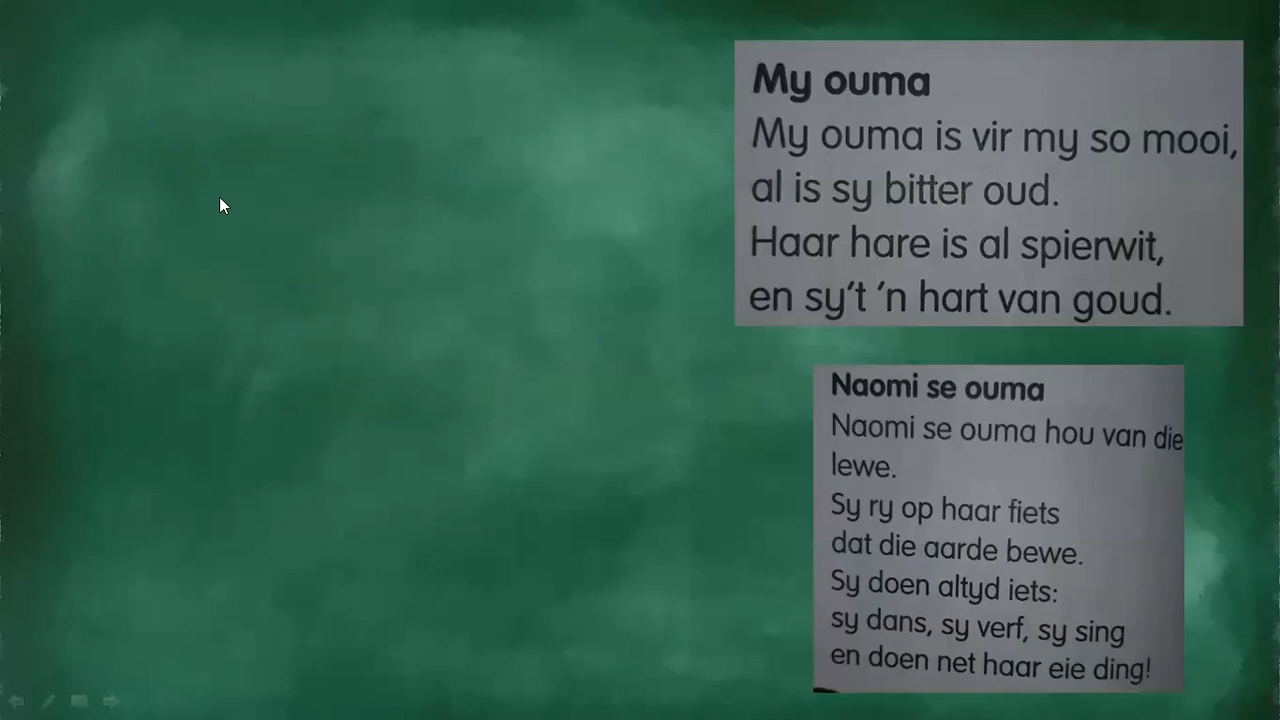 My ouma
My ouma is vir my so mooi,
al is sy bitter oud.
Haar hare is al spierwit,
en sy't 'n hart van goud.
Naomi se ouma
Naomi se ouma hou van die
lewe.
Sy ry op haar fiets
dat die aarde bewe.
Sy doen altyd iets:
sy dans, sy verf, sy sing
en doen net haar eie ding!